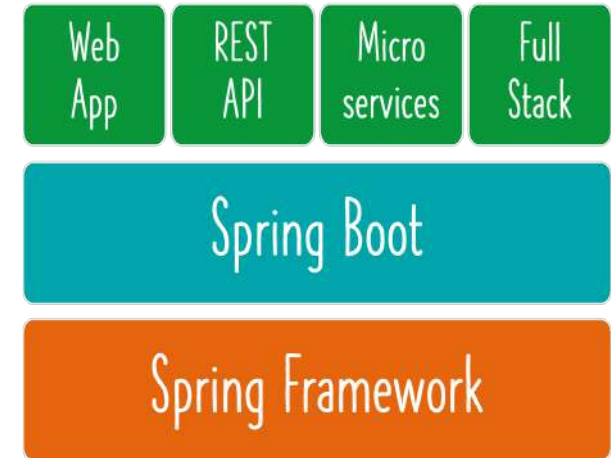 Web
App
REST
API
Micro
services
Full
Stack
Spring Boot
Spring Framework